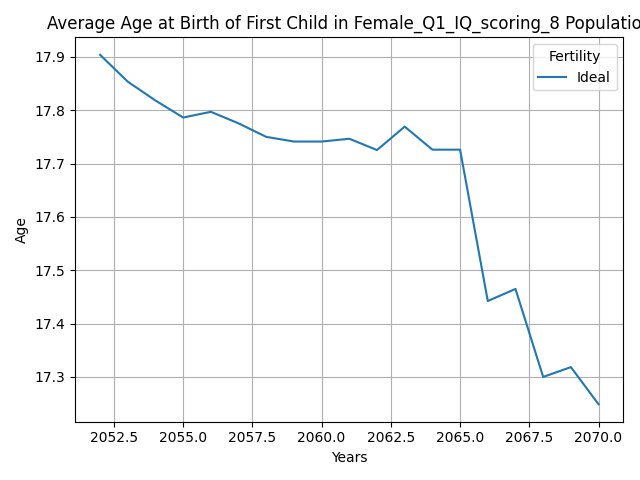 Average Age at Birth of First Child in Female_Q1_IQ_scoring_8 Populatio
Fertility
Ideal
17.9
17.8
17.7
17.6
17.5
17.4
17.3
Age
2052.5 2055.0 2057.5 2060.0 2062.5 2065.0 2067.5 2070.0
Years